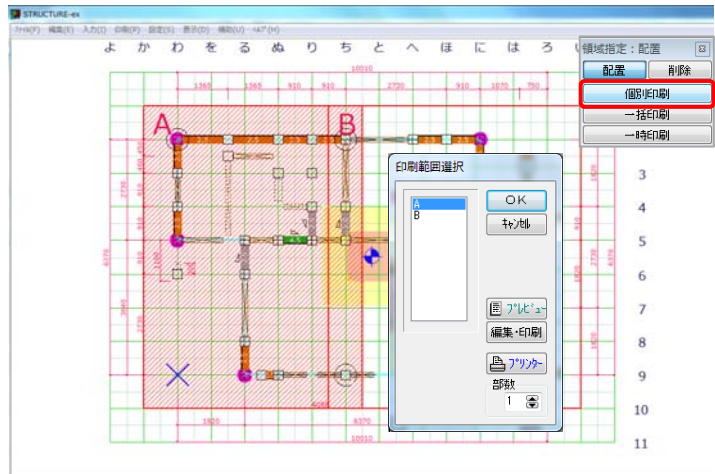 STRUCTURE-ex
ファイル(F) 編集(E) 入力(I) 印刷(P) 設定(S) 表示(D) 補助(U) ヘルプ(H)
よ か わ を る ぬ り ち と へ ほ に は ろ
領域指定：配置
配置 削除
個別印刷
一括印刷
一時印刷
10010
1365 1365 910 910 2730 910 1070 750
A B
印刷範囲選択
A
B
OK
キャンセル
プレビュー
編集・印刷
プリンター
部数
1
3
4
5
6
7
8
9
10
11
1820 6370
10010